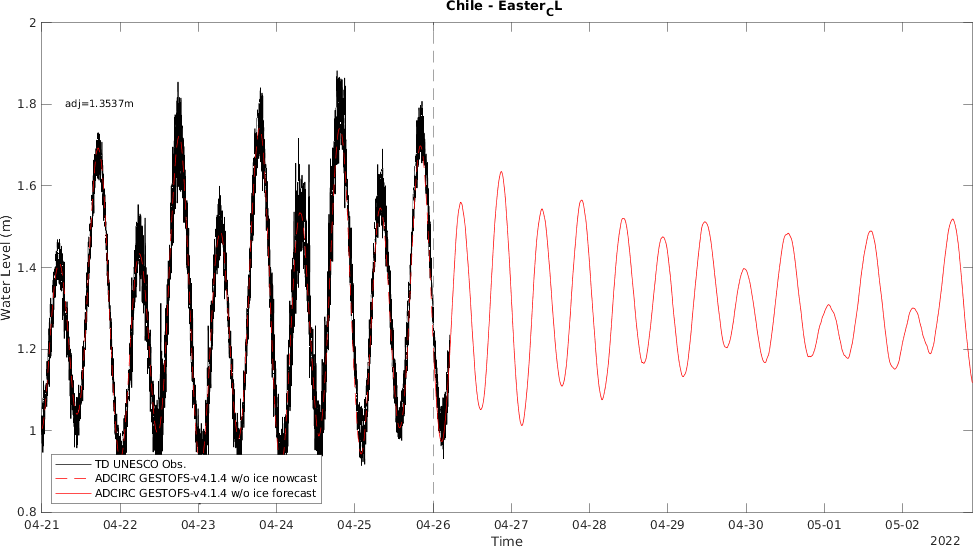 Chile - Easter_CL
2
1.8
1.6
1.4
1.2
1
0.8
Water Level (m)
adj=1.3537m
TD UNESCO Obs.
ADCIRC GESTOFS-v4.1.4 w/o ice nowcast
ADCIRC GESTOFS-v4.1.4 w/o ice forecast
04-21 04-22 04-23 04-24 04-25 04-26 04-27 04-28 04-29 04-30 05-01 05-02
Time
2022